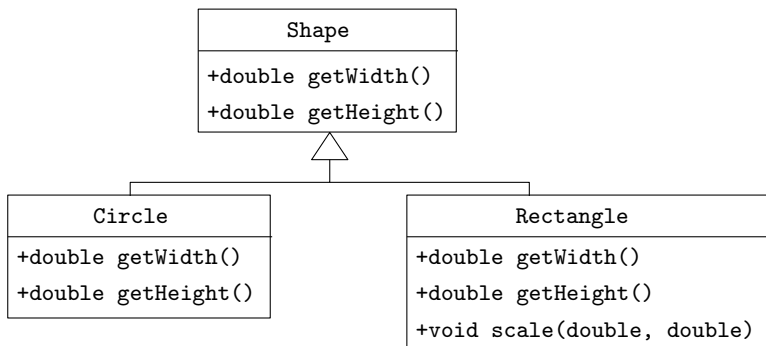 Shape
+double getWidth()
+double getHeight()
Circle
+double getWidth()
+double getHeight()
Rectangle
+double getWidth()
+double getHeight()
+void scale(double, double)